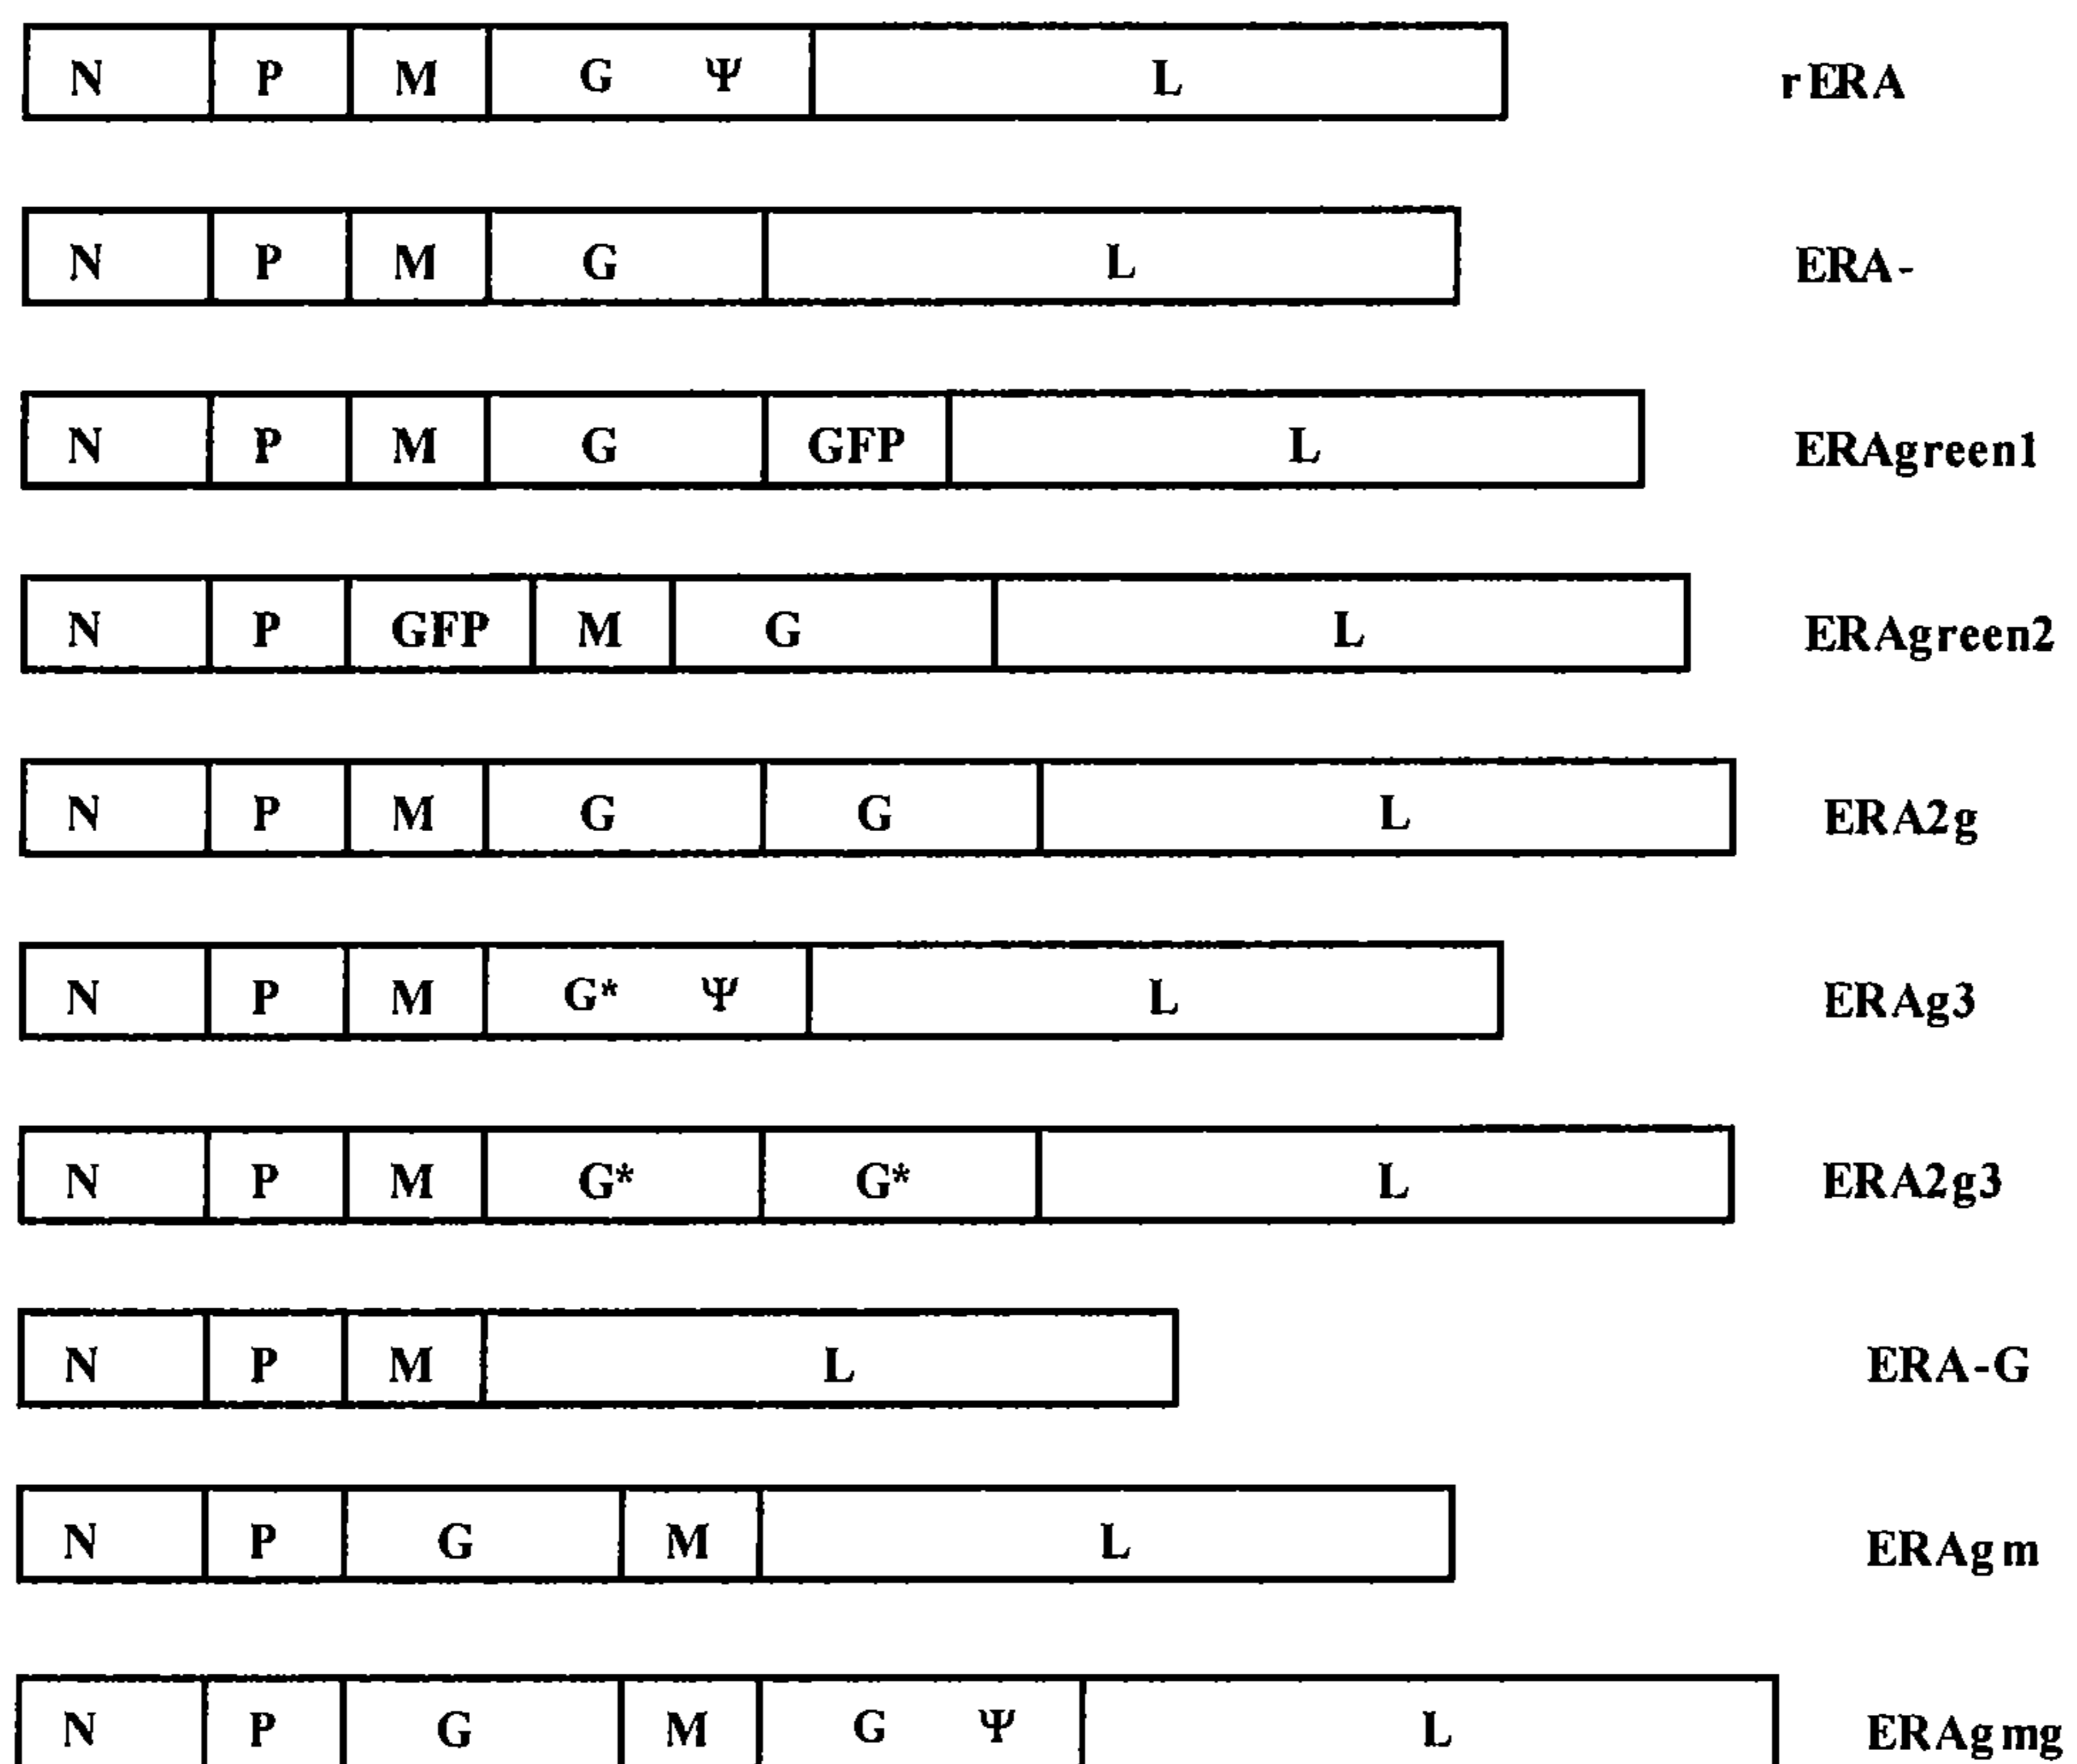 N P M G Ψ L rERA
N P M G L ERA-
N P M G GFP L ERAgreen1
N P GFP M G L ERAgreen2
N P M G G L ERA2g
N P M G* Ψ L ERAg3
N P M G* G* L ERA2g3
N P M L ERA-G
N P G M L ERAgm
N P G M G Ψ L ERAgmg